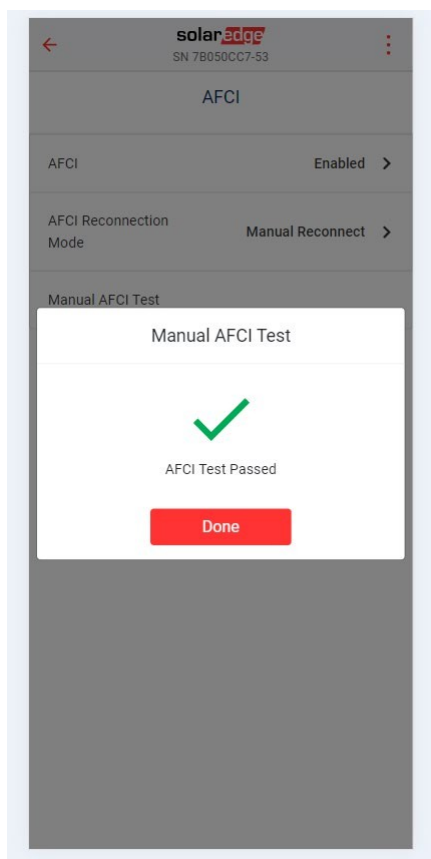 solaredge
SN 7B050CC7-53
AFCI
AFCI Enabled
AFCI Reconnection
Mode Manual Reconnect
Manual AFCI Test
Manual AFCI Test
AFCI Test Passed
Done